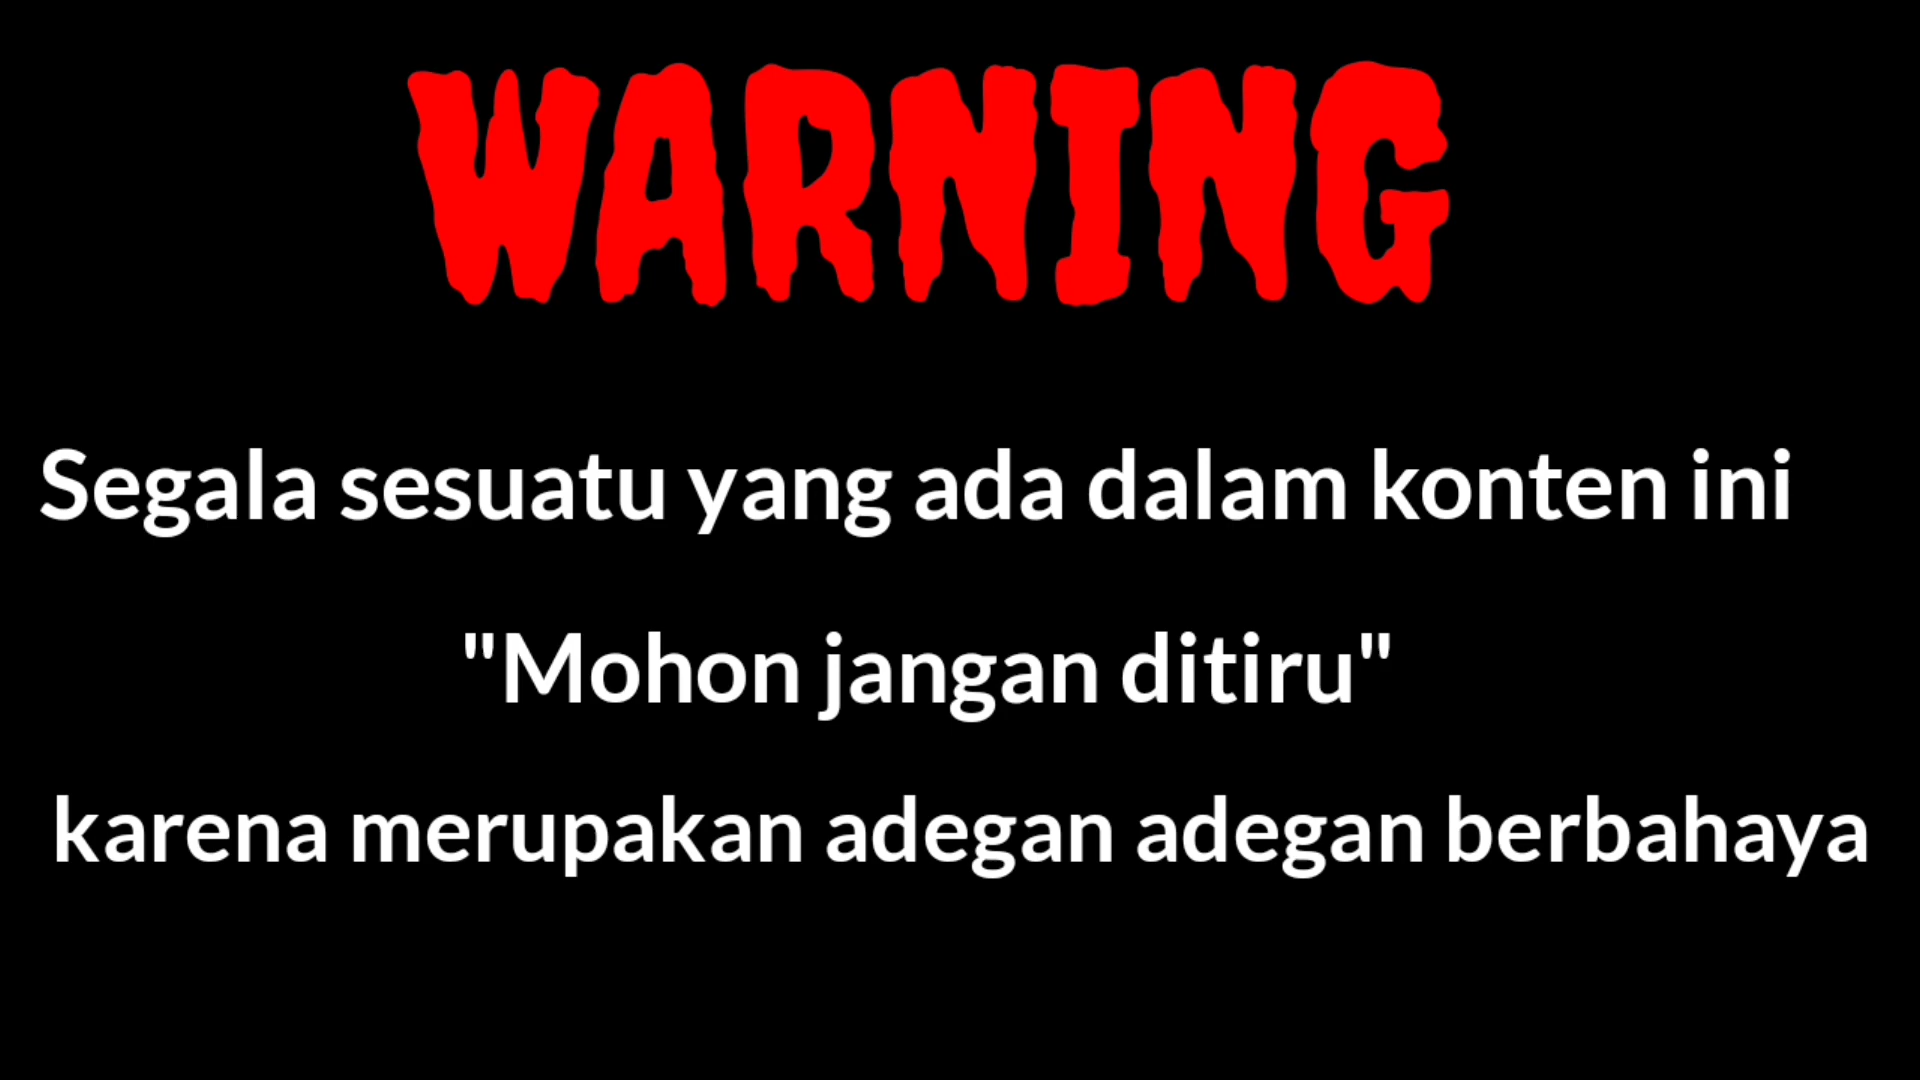 WARNING
Segala sesuatu yang ada dalam konten ini
"Mohon jangan ditiru"
karena merupakan adegan adegan berbahaya